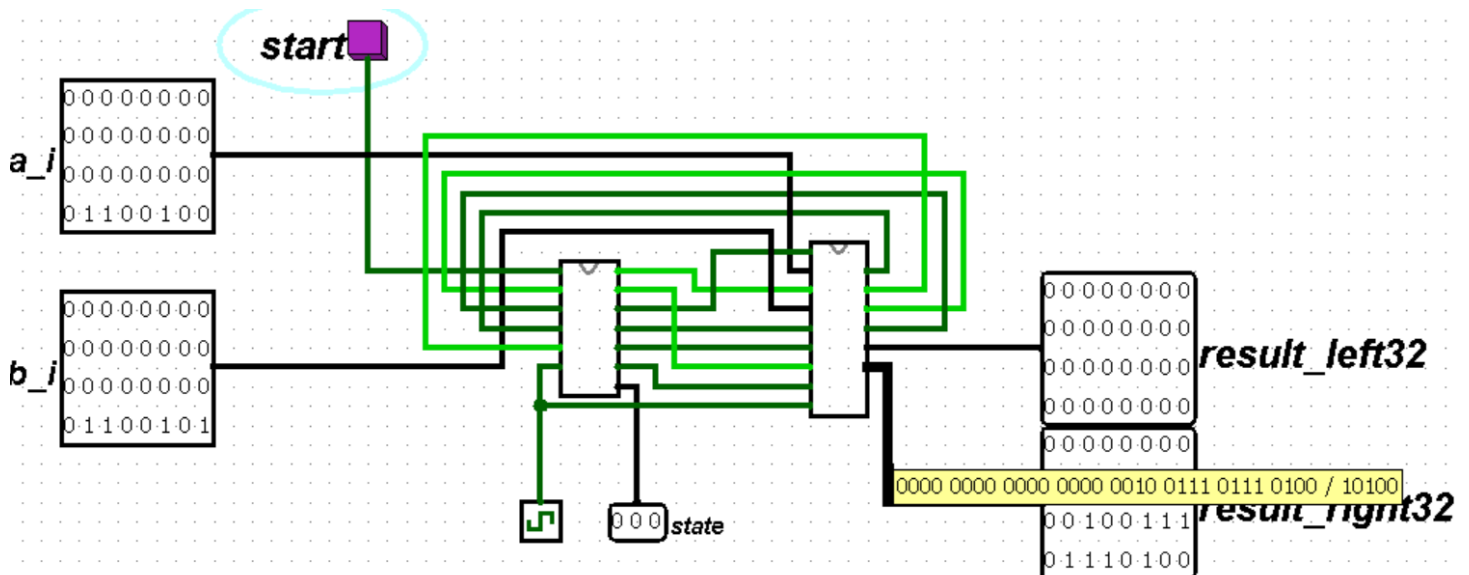 start
a_i
0 0 0 0 0 0 0 0
0 0 0 0 0 0 0 0
0 0 0 0 0 0 0 0
0 1 1 0 0 1 0 0
b_i
0 0 0 0 0 0 0 0
0 0 0 0 0 0 0 0
0 0 0 0 0 0 0 0
0 1 1 0 0 1 0 1
0 0 0 state
0 0 0 0 0 0 0 0
0 0 0 0 0 0 0 0
0 0 0 0 0 0 0 0
0 0 0 0 0 0 0 0
result_left32
0 0 0 0 0 0 0 0
0000 0000 0000 0000 0010 0111 0111 0100 / 10100
0 0 1 0 0 1 1 1
0 1 1 1 0 1 0 0
result_right32